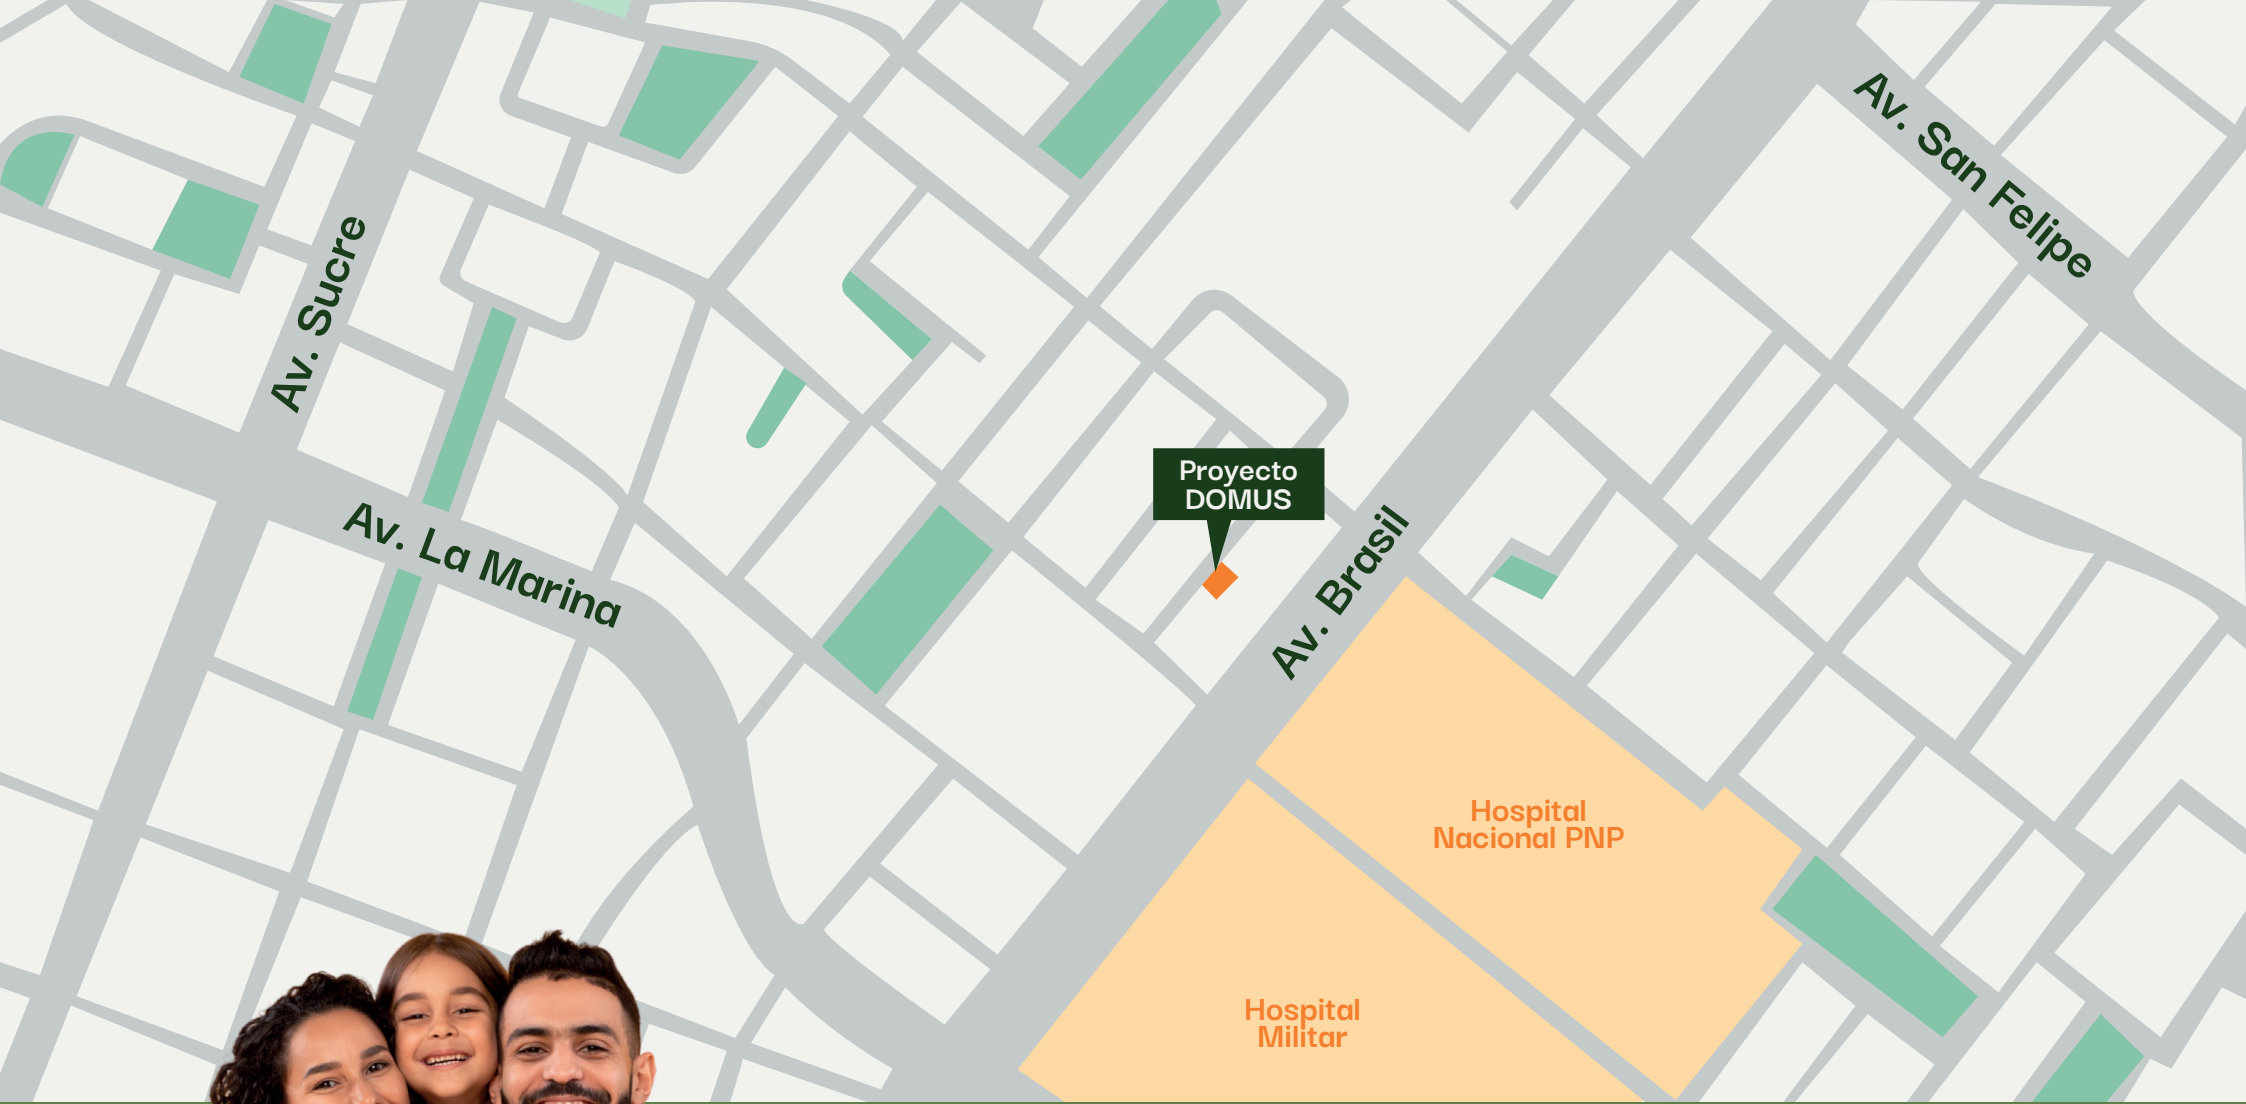 Av. San Felipe
Av. Sucre
Proyecto
DOMUS
Av. La Marina
Av. Brasil
Hospital
Nacional PNP
Hospital
Militar